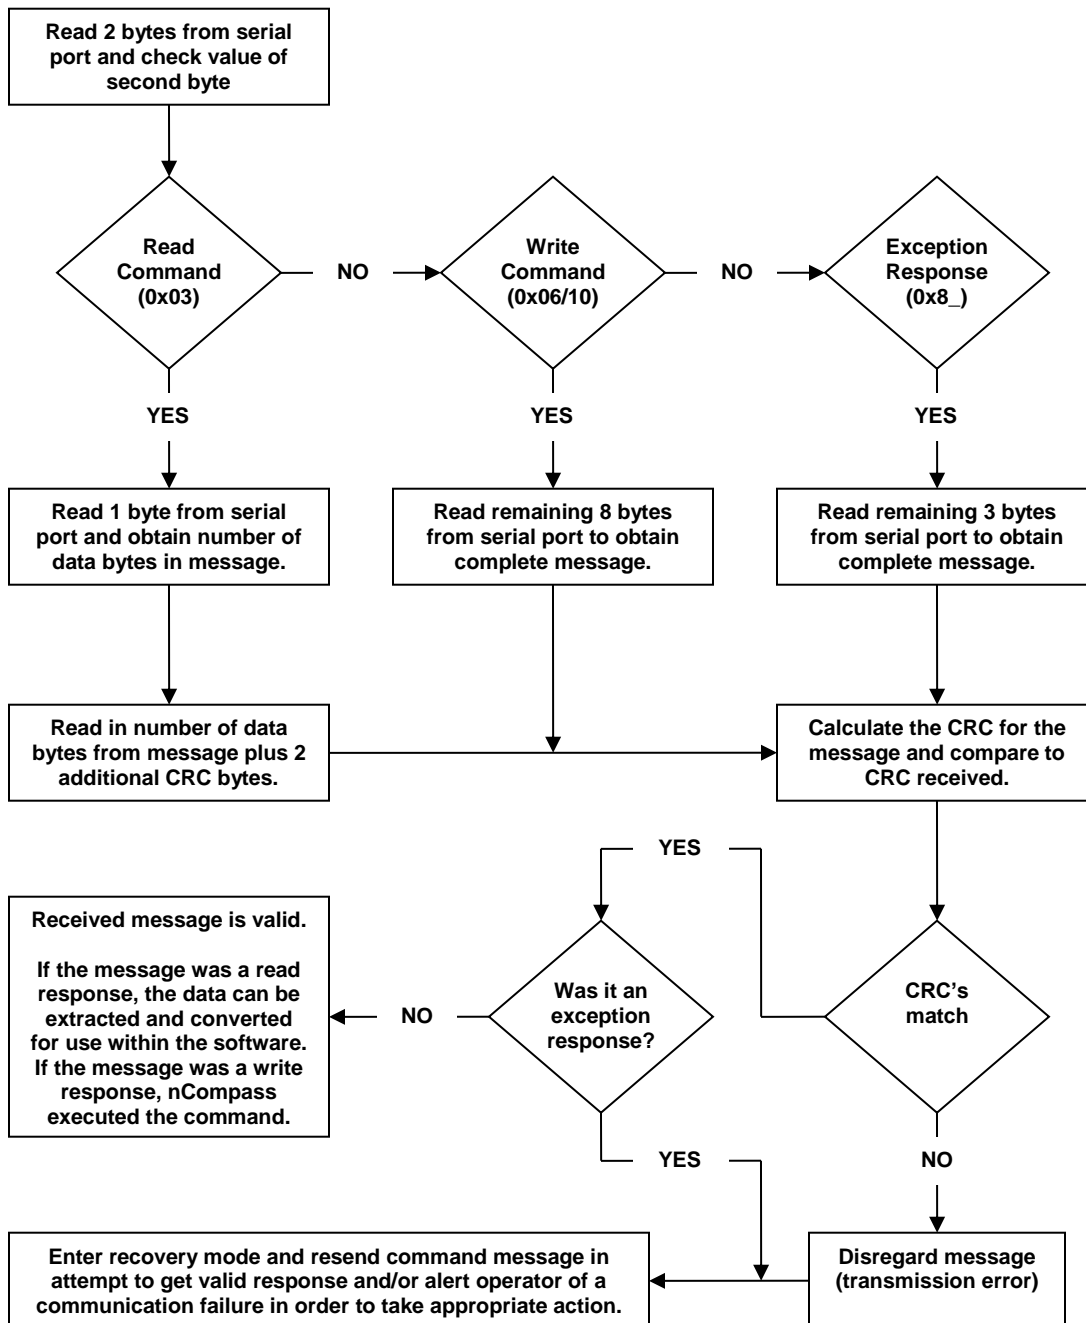 Read 2 bytes from serial
port and check value of
second byte
Read
Command
(0x03)
NO
Write
Command
(0x06/10)
NO
Exception
Response
(0x8_)
YES
YES
YES
Read 1 byte from serial
port and obtain number of
data bytes in message.
Read remaining 8 bytes
from serial port to obtain
complete message.
Read remaining 3 bytes
from serial port to obtain
complete message.
Read in number of data
bytes from message plus 2
additional CRC bytes.
Calculate the CRC for the
message and compare to
CRC received.
YES
Received message is valid.
If the message was a read
response, the data can be
extracted and converted
for use within the software.
If the message was a write
response, nCompass
executed the command.
NO
Was it an
exception
response?
CRC's
match
YES
NO
Enter recovery mode and resend command message in
attempt to get valid response and/or alert operator of a
communication failure in order to take appropriate action.
Disregard message
(transmission error)